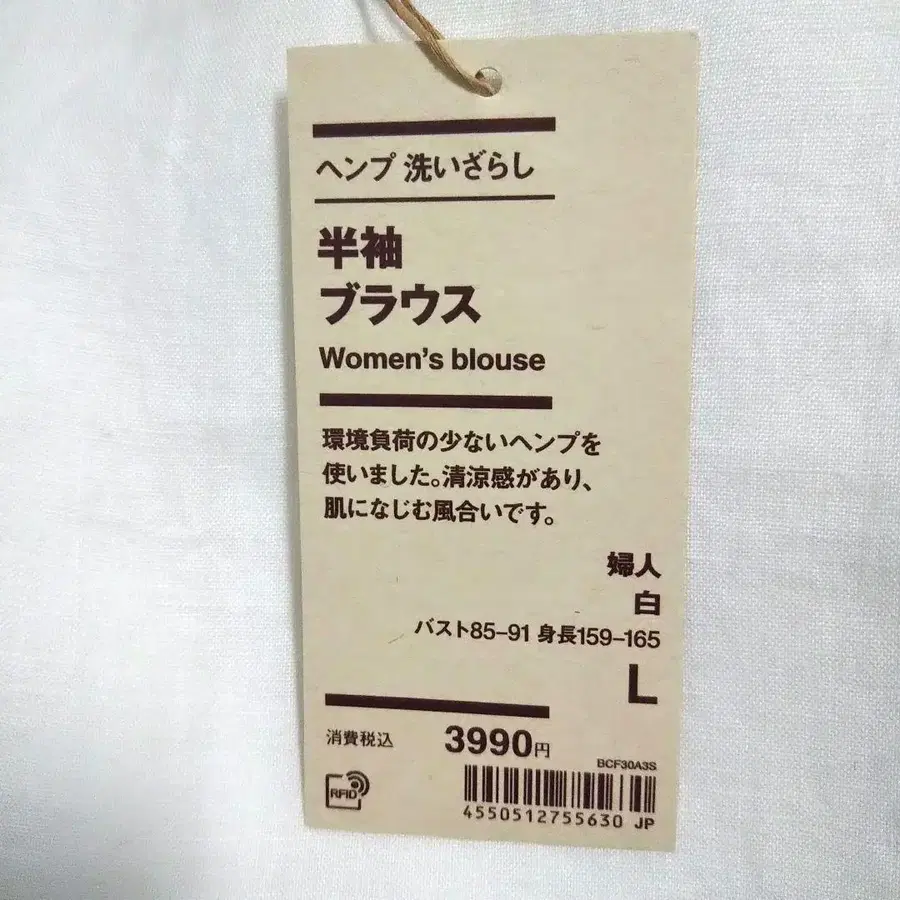 ヘンプ 洗いざらし
半袖
ブラウス
Women's blouse
環境負荷の少ないヘンプを
使いました。清涼感があり、
肌になじむ風合いです。
婦人
白
バスト85–91 身長159–165
L
消費税込 3990円
BCF30A3S
RFID
4550512755630 JP